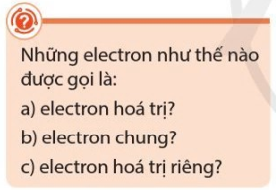 Những electron như thế nào
được gọi là:
a) electron hoá trị?
b) electron chung?
c) electron hoá trị riêng?